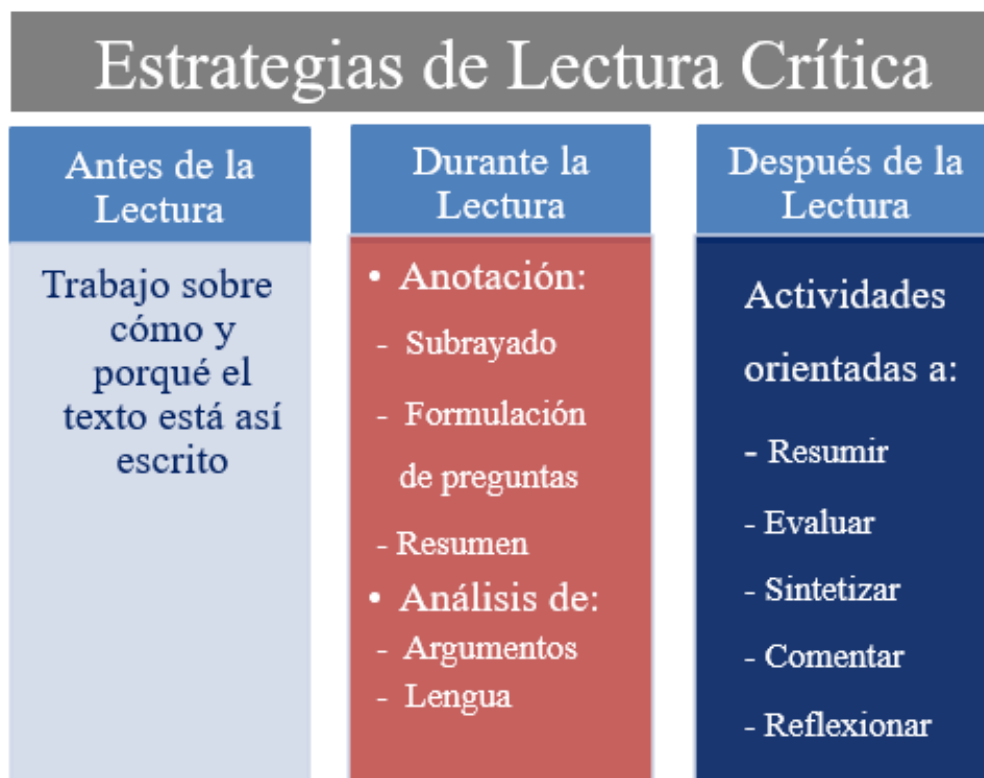 Estrategias de Lectura Crítica
Antes de la
Lectura
Trabajo sobre
cómo y
porqué el
texto está así
escrito
Durante la
Lectura
• Anotación:
- Subrayado
- Formulación
de preguntas
- Resumen
• Análisis de:
- Argumentos
- Lengua
Después de la
Lectura
Actividades
orientadas a:
- Resumir
- Evaluar
- Sintetizar
- Comentar
- Reflexionar